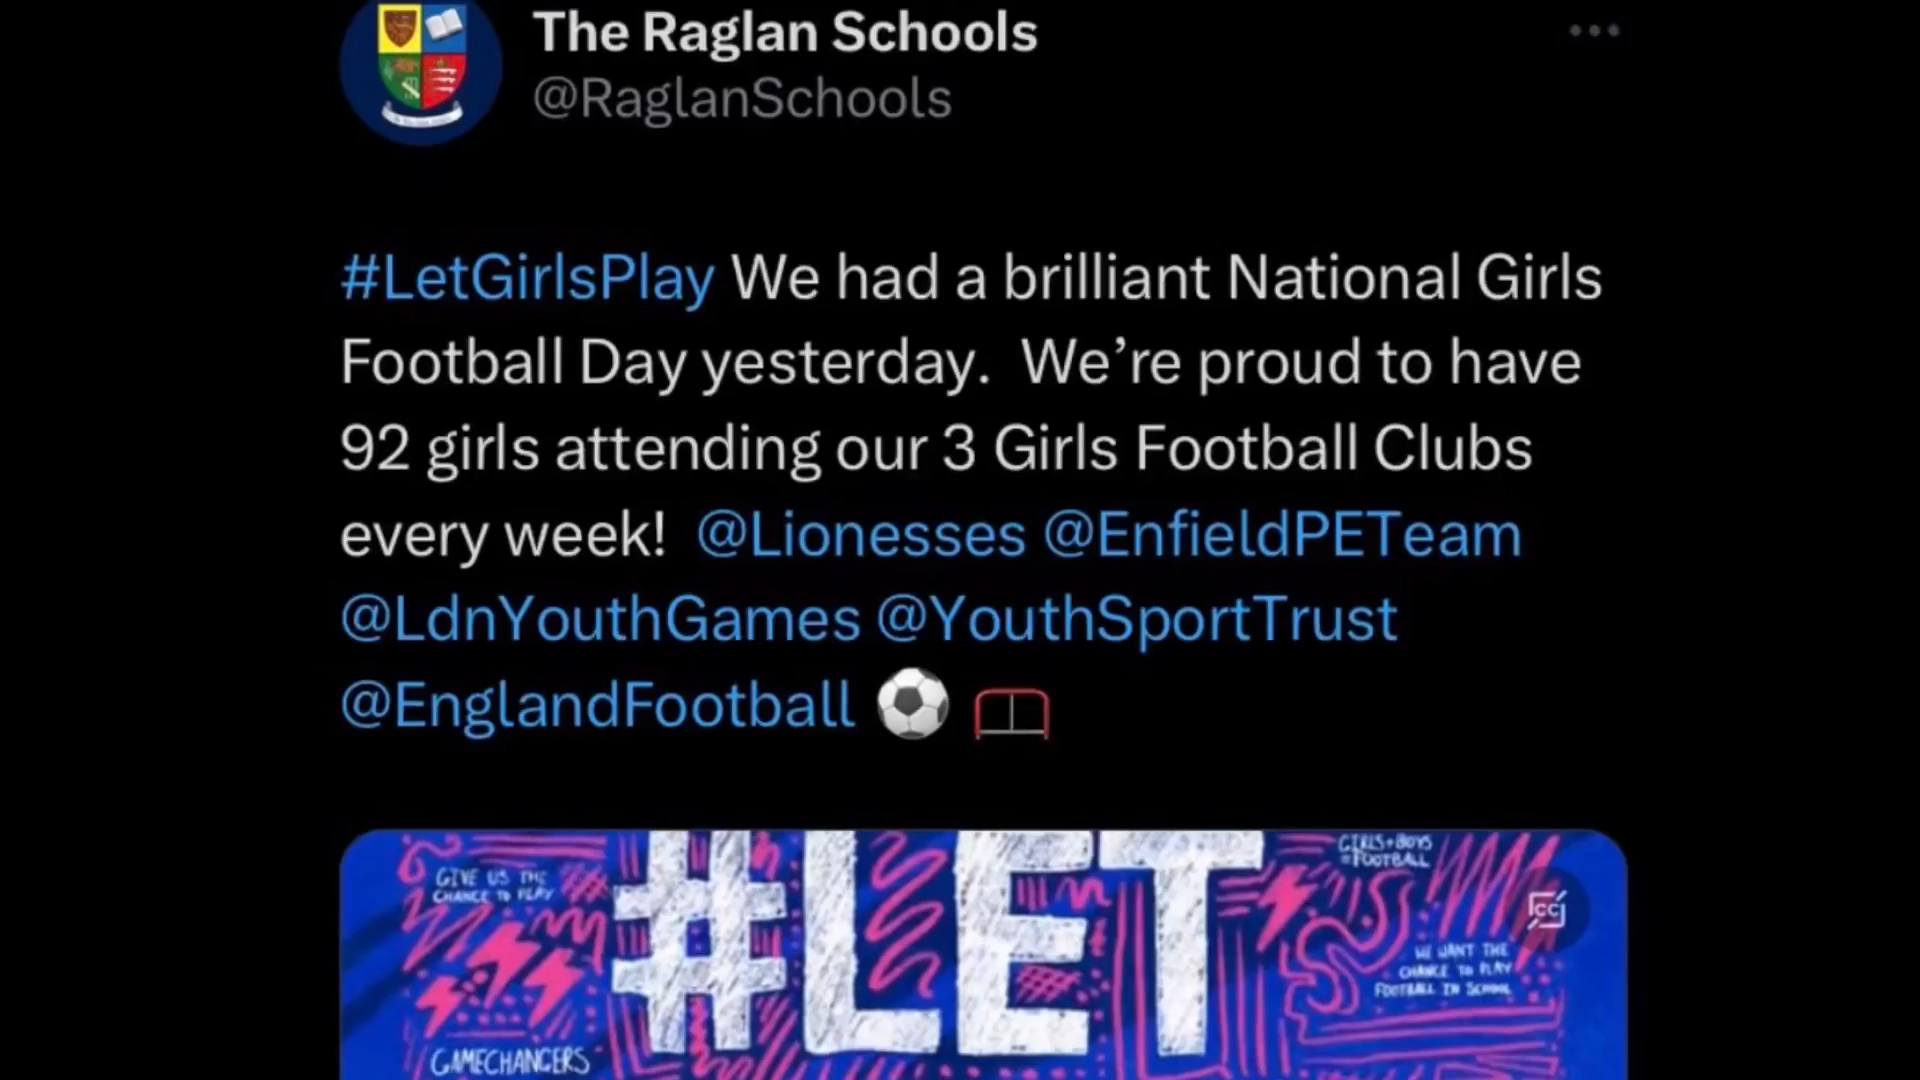 The Raglan Schools
@RaglanSchools
#LetGirlsPlay We had a brilliant National Girls
Football Day yesterday.  We’re proud to have
92 girls attending our 3 Girls Football Clubs
every week!  @Lionesses @EnfieldPETeam
@LdnYouthGames @YouthSportTrust
@EnglandFootball ⚽ 🥅
#LET
GIVE US THE
CHANCE TO PLAY
GIRLS+BOYS
=FOOTBALL
CC
WE WANT THE
CHANCE TO PLAY
FOOTBALL IN SCHOOL
GAMECHANGERS